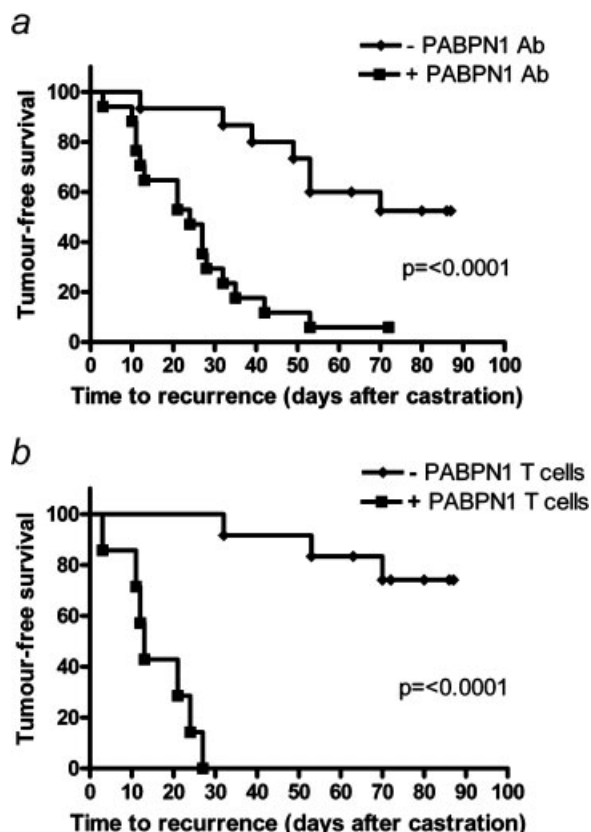 a
- PABPN1 Ab
+ PABPN1 Ab
Tumour-free survival
100
80
60
40
20
0
p=<0.0001
0 10 20 30 40 50 60 70 80 90 100
Time to recurrence (days after castration)
b
- PABPN1 T cells
+ PABPN1 T cells
Tumour-free survival
100
80
60
40
20
0
p=<0.0001
0 10 20 30 40 50 60 70 80 90 100
Time to recurrence (days after castration)